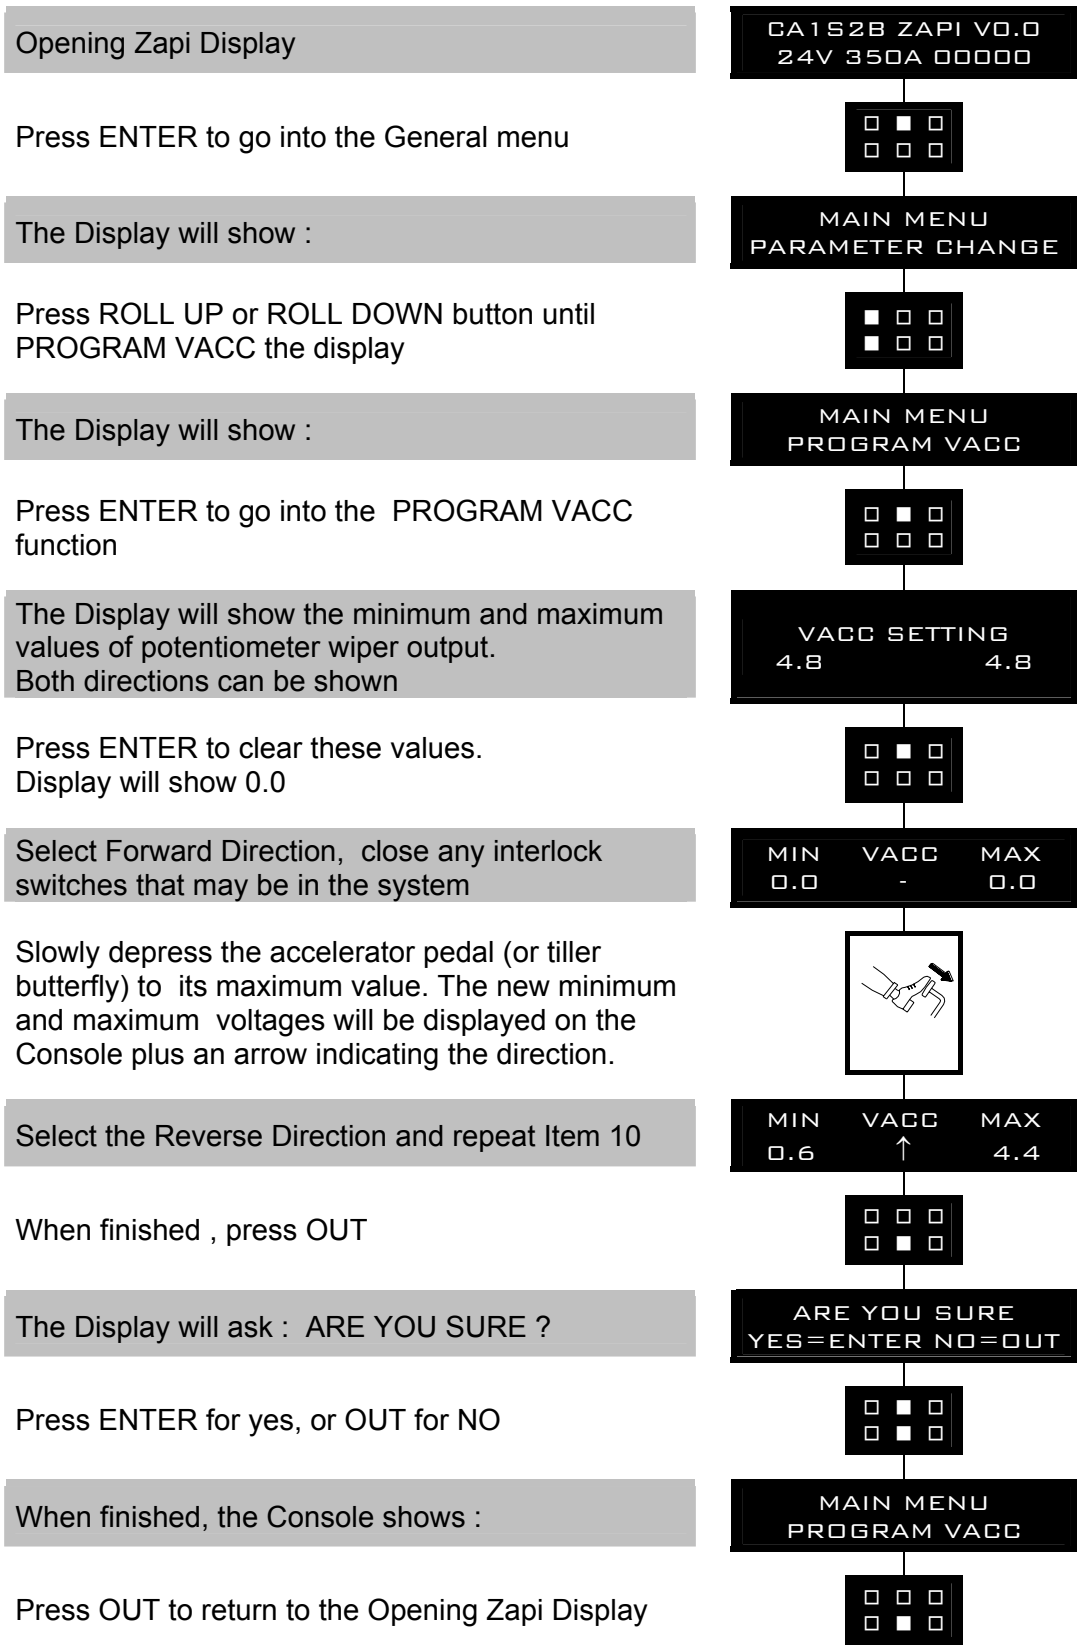 Opening Zapi Display
CA1S2B ZAPI V0.0
24V 350A 00000
Press ENTER to go into the General menu
The Display will show :
MAIN MENU
PARAMETER CHANGE
Press ROLL UP or ROLL DOWN button until
PROGRAM VACC the display
The Display will show :
MAIN MENU
PROGRAM VACC
Press ENTER to go into the  PROGRAM VACC
function
The Display will show the minimum and maximum
values of potentiometer wiper output.
Both directions can be shown
VACC SETTING
4.8 4.8
Press ENTER to clear these values.
Display will show 0.0
Select Forward Direction,  close any interlock
switches that may be in the system
MIN VACC MAX
0.0 - 0.0
Slowly depress the accelerator pedal (or tiller
butterfly) to  its maximum value. The new minimum
and maximum  voltages will be displayed on the
Console plus an arrow indicating the direction.
Select the Reverse Direction and repeat Item 10
MIN VACC MAX
0.6 ↑ 4.4
When finished , press OUT
The Display will ask :  ARE YOU SURE ?
ARE YOU SURE
YES=ENTER NO=OUT
Press ENTER for yes, or OUT for NO
When finished, the Console shows :
MAIN MENU
PROGRAM VACC
Press OUT to return to the Opening Zapi Display